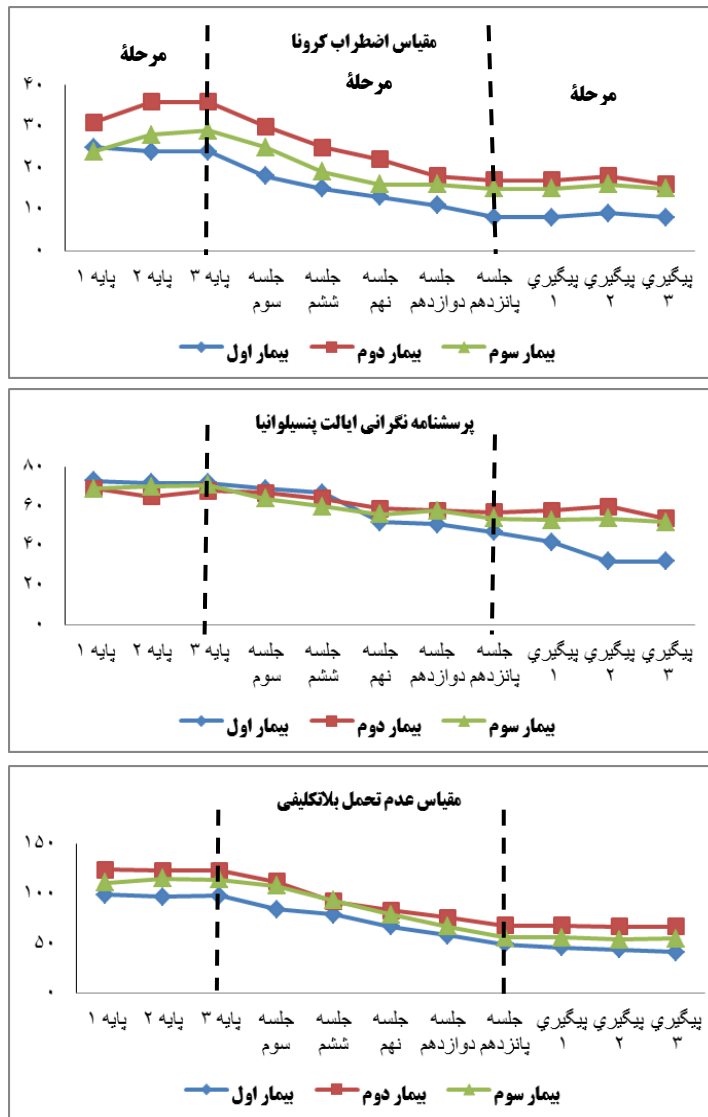 مقیاس اضطراب کرونا
مرحلهٔ
مرحلهٔ
مرحلهٔ
۴۰
۳۰
۲۰
۱۰
۰
پایه ۱
پایه ۲
پایه ۳
جلسه سوم
جلسه ششم
جلسه نهم
جلسه دوازدهم
جلسه پانزدهم
پیگیري ۱
پیگیري ۲
پیگیري ۳
بیمار اول
بیمار دوم
بیمار سوم
پرسشنامه نگرانی ایالت پنسیلوانیا
۸۰
۶۰
۴۰
۲۰
۰
پایه ۱
پایه ۲
پایه ۳
جلسه سوم
جلسه ششم
جلسه نهم
جلسه دوازدهم
جلسه پانزدهم
پیگیري ۱
پیگیري ۲
پیگیري ۳
بیمار اول
بیمار دوم
بیمار سوم
مقیاس عدم تحمل بلاتکلیفی
۱۵۰
۱۰۰
۵۰
۰
پایه ۱
پایه ۲
پایه ۳
جلسه سوم
جلسه ششم
جلسه نهم
جلسه دوازدهم
جلسه پانزدهم
پیگیري ۱
پیگیري ۲
پیگیري ۳
بیمار اول
بیمار دوم
بیمار سوم